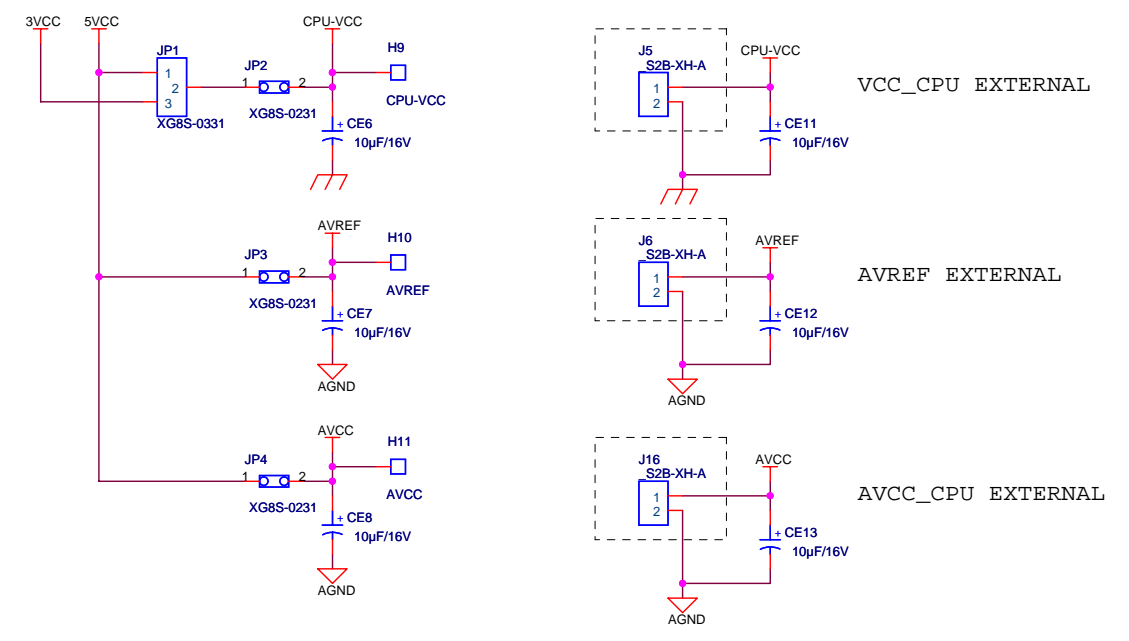 3VCC
5VCC
CPU-VCC
JP1
1
2
3
XG8S-0331
JP2
1
2
XG8S-0231
H9
CPU-VCC
+
CE6
10µF/16V
AVREF
H10
JP3
1
2
XG8S-0231
AVREF
+
CE7
10µF/16V
AGND
AVCC
H11
JP4
1
2
XG8S-0231
AVCC
+
CE8
10µF/16V
AGND
J5
_S2B-XH-A
1
2
CPU-VCC
+
CE11
10µF/16V
VCC_CPU EXTERNAL
J6
_S2B-XH-A
1
2
AVREF
+
CE12
10µF/16V
AGND
AVREF EXTERNAL
J16
_S2B-XH-A
1
2
AVCC
+
CE13
10µF/16V
AGND
AVCC_CPU EXTERNAL